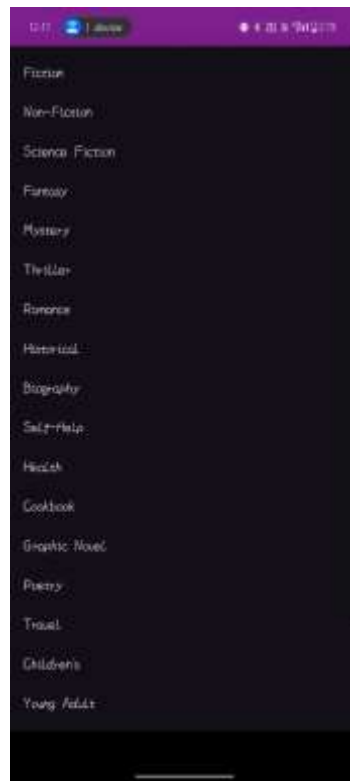 Fiction
Non-Fiction
Science Fiction
Fantasy
Mystery
Thriller
Romance
Historical
Biography
Self-Help
Health
Cookbook
Graphic Novel
Poetry
Travel
Children's
Young Adult